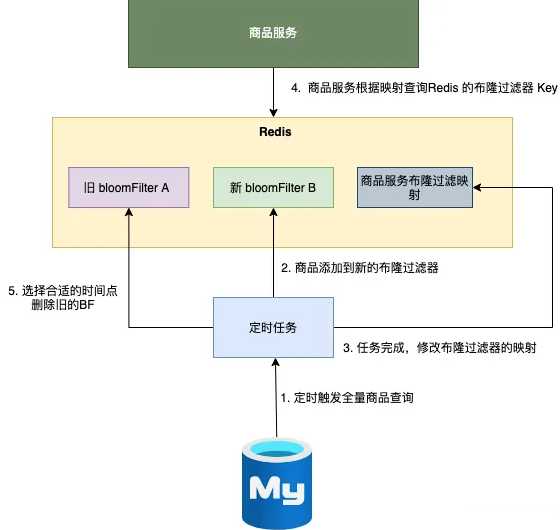 商品服务
4. 商品服务根据映射查询Redis 的布隆过滤器 Key
Redis
旧 bloomFilter A
新 bloomFilter B
商品服务布隆过滤映
射
2. 商品添加到新的布隆过滤器
5. 选择合适的时间点
删除旧的BF
定时任务
3. 任务完成，修改布隆过滤器的映射
1. 定时触发全量商品查询
My